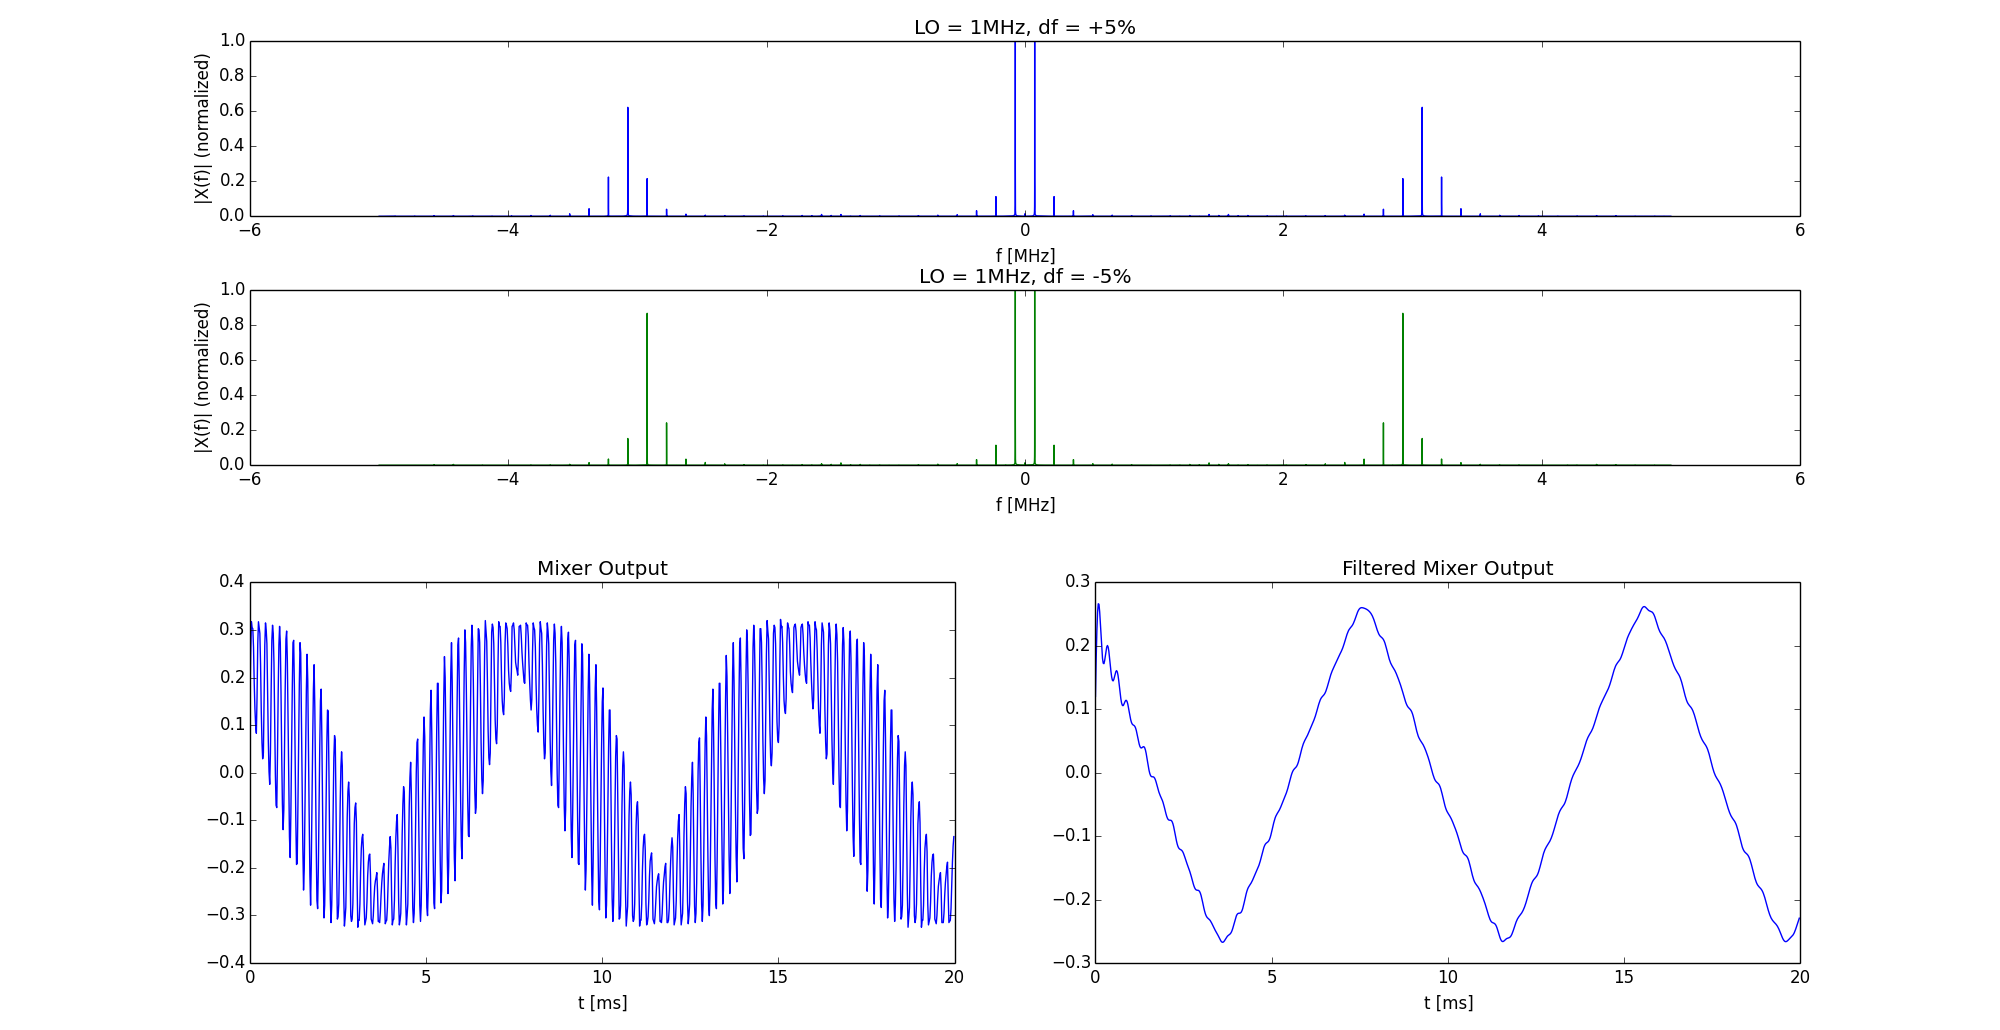 LO = 1MHz, df = +5%
1.0
0.8
0.6
0.4
0.2
0.0
|X(f)| (normalized)
−6 −4 −2 0 2 4 6
f [MHz]
LO = 1MHz, df = -5%
1.0
0.8
0.6
0.4
0.2
0.0
|X(f)| (normalized)
−6 −4 −2 0 2 4 6
f [MHz]
Mixer Output
0.4
0.3
0.2
0.1
0.0
−0.1
−0.2
−0.3
−0.4
0 5 10 15 20
t [ms]
Filtered Mixer Output
0.3
0.2
0.1
0.0
−0.1
−0.2
−0.3
0 5 10 15 20
t [ms]